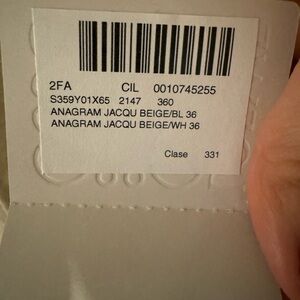 2FA CIL 0010745255
S359Y01X65 2147 360
ANAGRAM JACQU BEIGE/BL 36
ANAGRAM JACQU BEIGE/WH 36
Clase 331